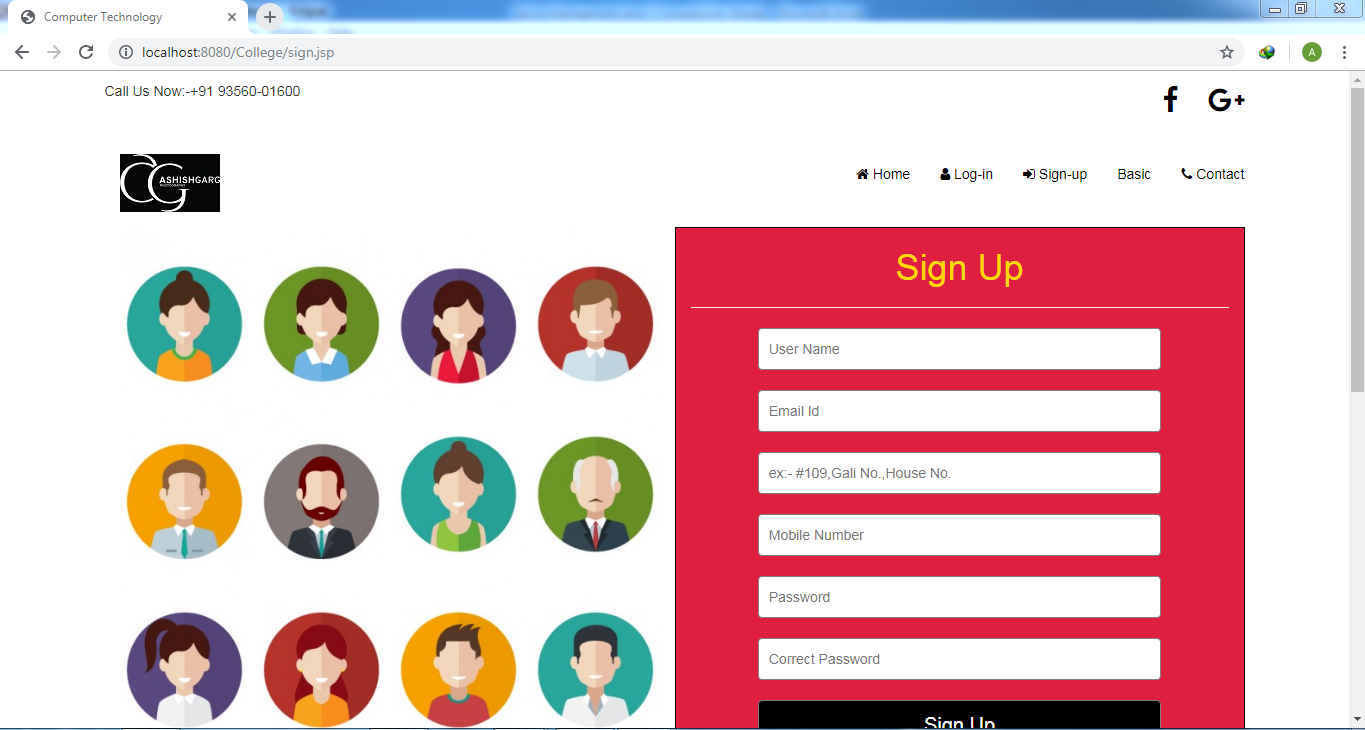 Computer Technology
localhost:8080/College/sign.jsp
A
Call Us Now:-+91 93560-01600
G+
ASHISHGARG
PHOTOGRAPHY
Home Log-in Sign-up Basic Contact
Sign Up
User Name
Email Id
ex:- #109,Gali No.,House No.
Mobile Number
Password
Correct Password
Sign Up